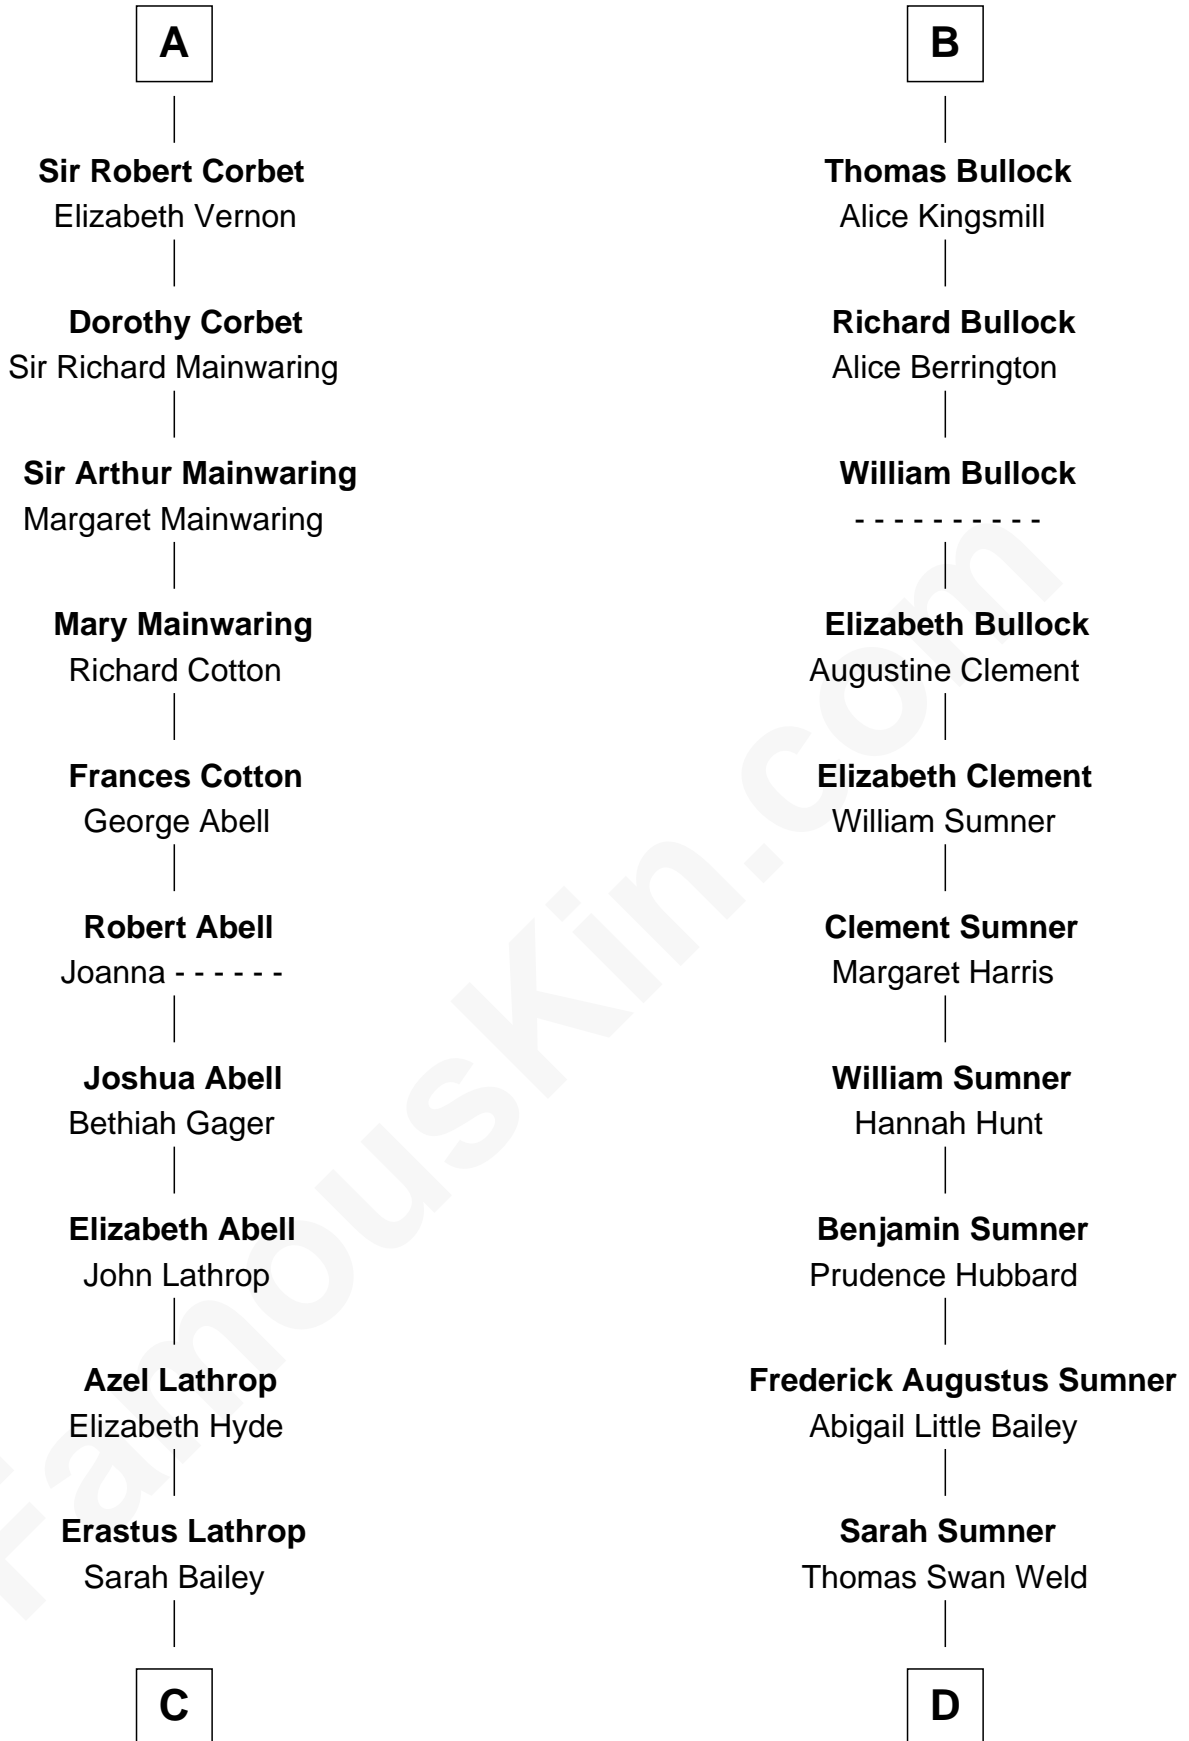 A
Sir Robert Corbet
Elizabeth Vernon
Dorothy Corbet
Sir Richard Mainwaring
Sir Arthur Mainwaring
Margaret Mainwaring
Mary Mainwaring
Richard Cotton
Frances Cotton
George Abell
Robert Abell
Joanna - - - - - -
Joshua Abell
Bethiah Gager
Elizabeth Abell
John Lathrop
Azel Lathrop
Elizabeth Hyde
Erastus Lathrop
Sarah Bailey
C
B
Thomas Bullock
Alice Kingsmill
Richard Bullock
Alice Berrington
William Bullock
- - - - - - - - - -
Elizabeth Bullock
Augustine Clement
Elizabeth Clement
William Sumner
Clement Sumner
Margaret Harris
William Sumner
Hannah Hunt
Benjamin Sumner
Prudence Hubbard
Frederick Augustus Sumner
Abigail Little Bailey
Sarah Sumner
Thomas Swan Weld
D
FamousKin.com